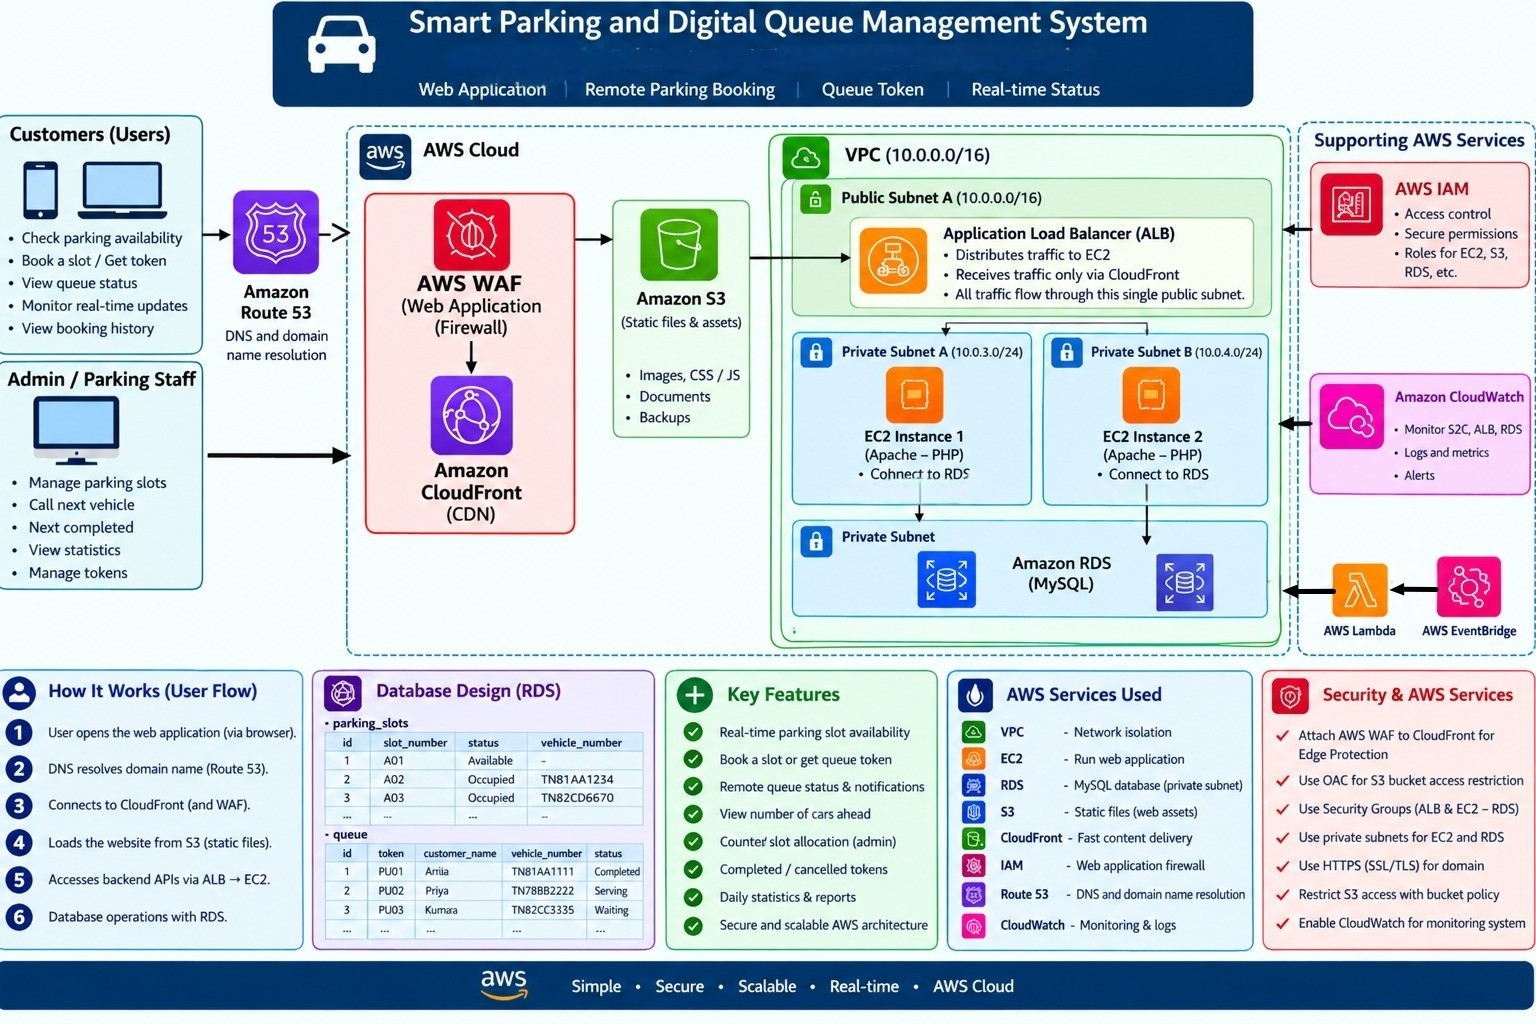 Smart Parking and Digital Queue Management System
Web Application | Remote Parking Booking | Queue Token | Real-time Status
Customers (Users)
• Check parking availability
• Book a slot / Get token
• View queue status
• Monitor real-time updates
• View booking history
Admin / Parking Staff
• Manage parking slots
• Call next vehicle
• Next completed
• View statistics
• Manage tokens
53
Amazon
Route 53
DNS and domain
name resolution
aws
AWS Cloud
AWS WAF
(Web Application
(Firewall)
Amazon
CloudFront
(CDN)
Amazon S3
(Static files & assets)
• Images, CSS / JS
• Documents
• Backups
VPC (10.0.0.0/16)
Public Subnet A (10.0.0.0/16)
Application Load Balancer (ALB)
• Distributes traffic to EC2
• Receives traffic only via CloudFront
• All traffic flow through this single public subnet.
Private Subnet A (10.0.3.0/24)
EC2 Instance 1
(Apache – PHP)
• Connect to RDS
Private Subnet B (10.0.4.0/24)
EC2 Instance 2
(Apache – PHP)
• Connect to RDS
Private Subnet
Amazon RDS
(MySQL)
Supporting AWS Services
AWS IAM
• Access control
• Secure permissions
• Roles for EC2, S3,
RDS, etc.
Amazon CloudWatch
• Monitor S2C, ALB, RDS
• Logs and metrics
• Alerts
AWS Lambda
AWS EventBridge
How It Works (User Flow)
1 User opens the web application (via browser).
2 DNS resolves domain name (Route 53).
3 Connects to CloudFront (and WAF).
4 Loads the website from S3 (static files).
5 Accesses backend APIs via ALB → EC2.
6 Database operations with RDS.
Database Design (RDS)
• parking_slots
id slot_number status vehicle_number
1 A01 Available –
2 A02 Occupied TN81AA1234
3 A03 Occupied TN82CD6670
... ... ... –
• queue
id token customer_name vehicle_number status
1 PU01 TN81AA1111 Completed
2 PU02 Priya TN78BB2222 Serving
3 PU03 TN82CC3335 Waiting
... ... ... ... ...
Key Features
Real-time parking slot availability
Book a slot or get queue token
Remote queue status & notifications
View number of cars ahead
Counter slot allocation (admin)
Completed / cancelled tokens
Daily statistics & reports
Secure and scalable AWS architecture
AWS Services Used
VPC - Network isolation
EC2 - Run web application
RDS - MySQL database (private subnet)
S3 - Static files (web assets)
CloudFront - Fast content delivery
IAM - Web application firewall
Route 53 - DNS and domain name resolution
CloudWatch - Monitoring & logs
Security & AWS Services
Attach AWS WAF to CloudFront for
Edge Protection
Use OAC for S3 bucket access restriction
Use Security Groups (ALB & EC2 – RDS)
Use private subnets for EC2 and RDS
Use HTTPS (SSL/TLS) for domain
Restrict S3 access with bucket policy
Enable CloudWatch for monitoring system
aws
Simple • Secure • Scalable • Real-time • AWS Cloud